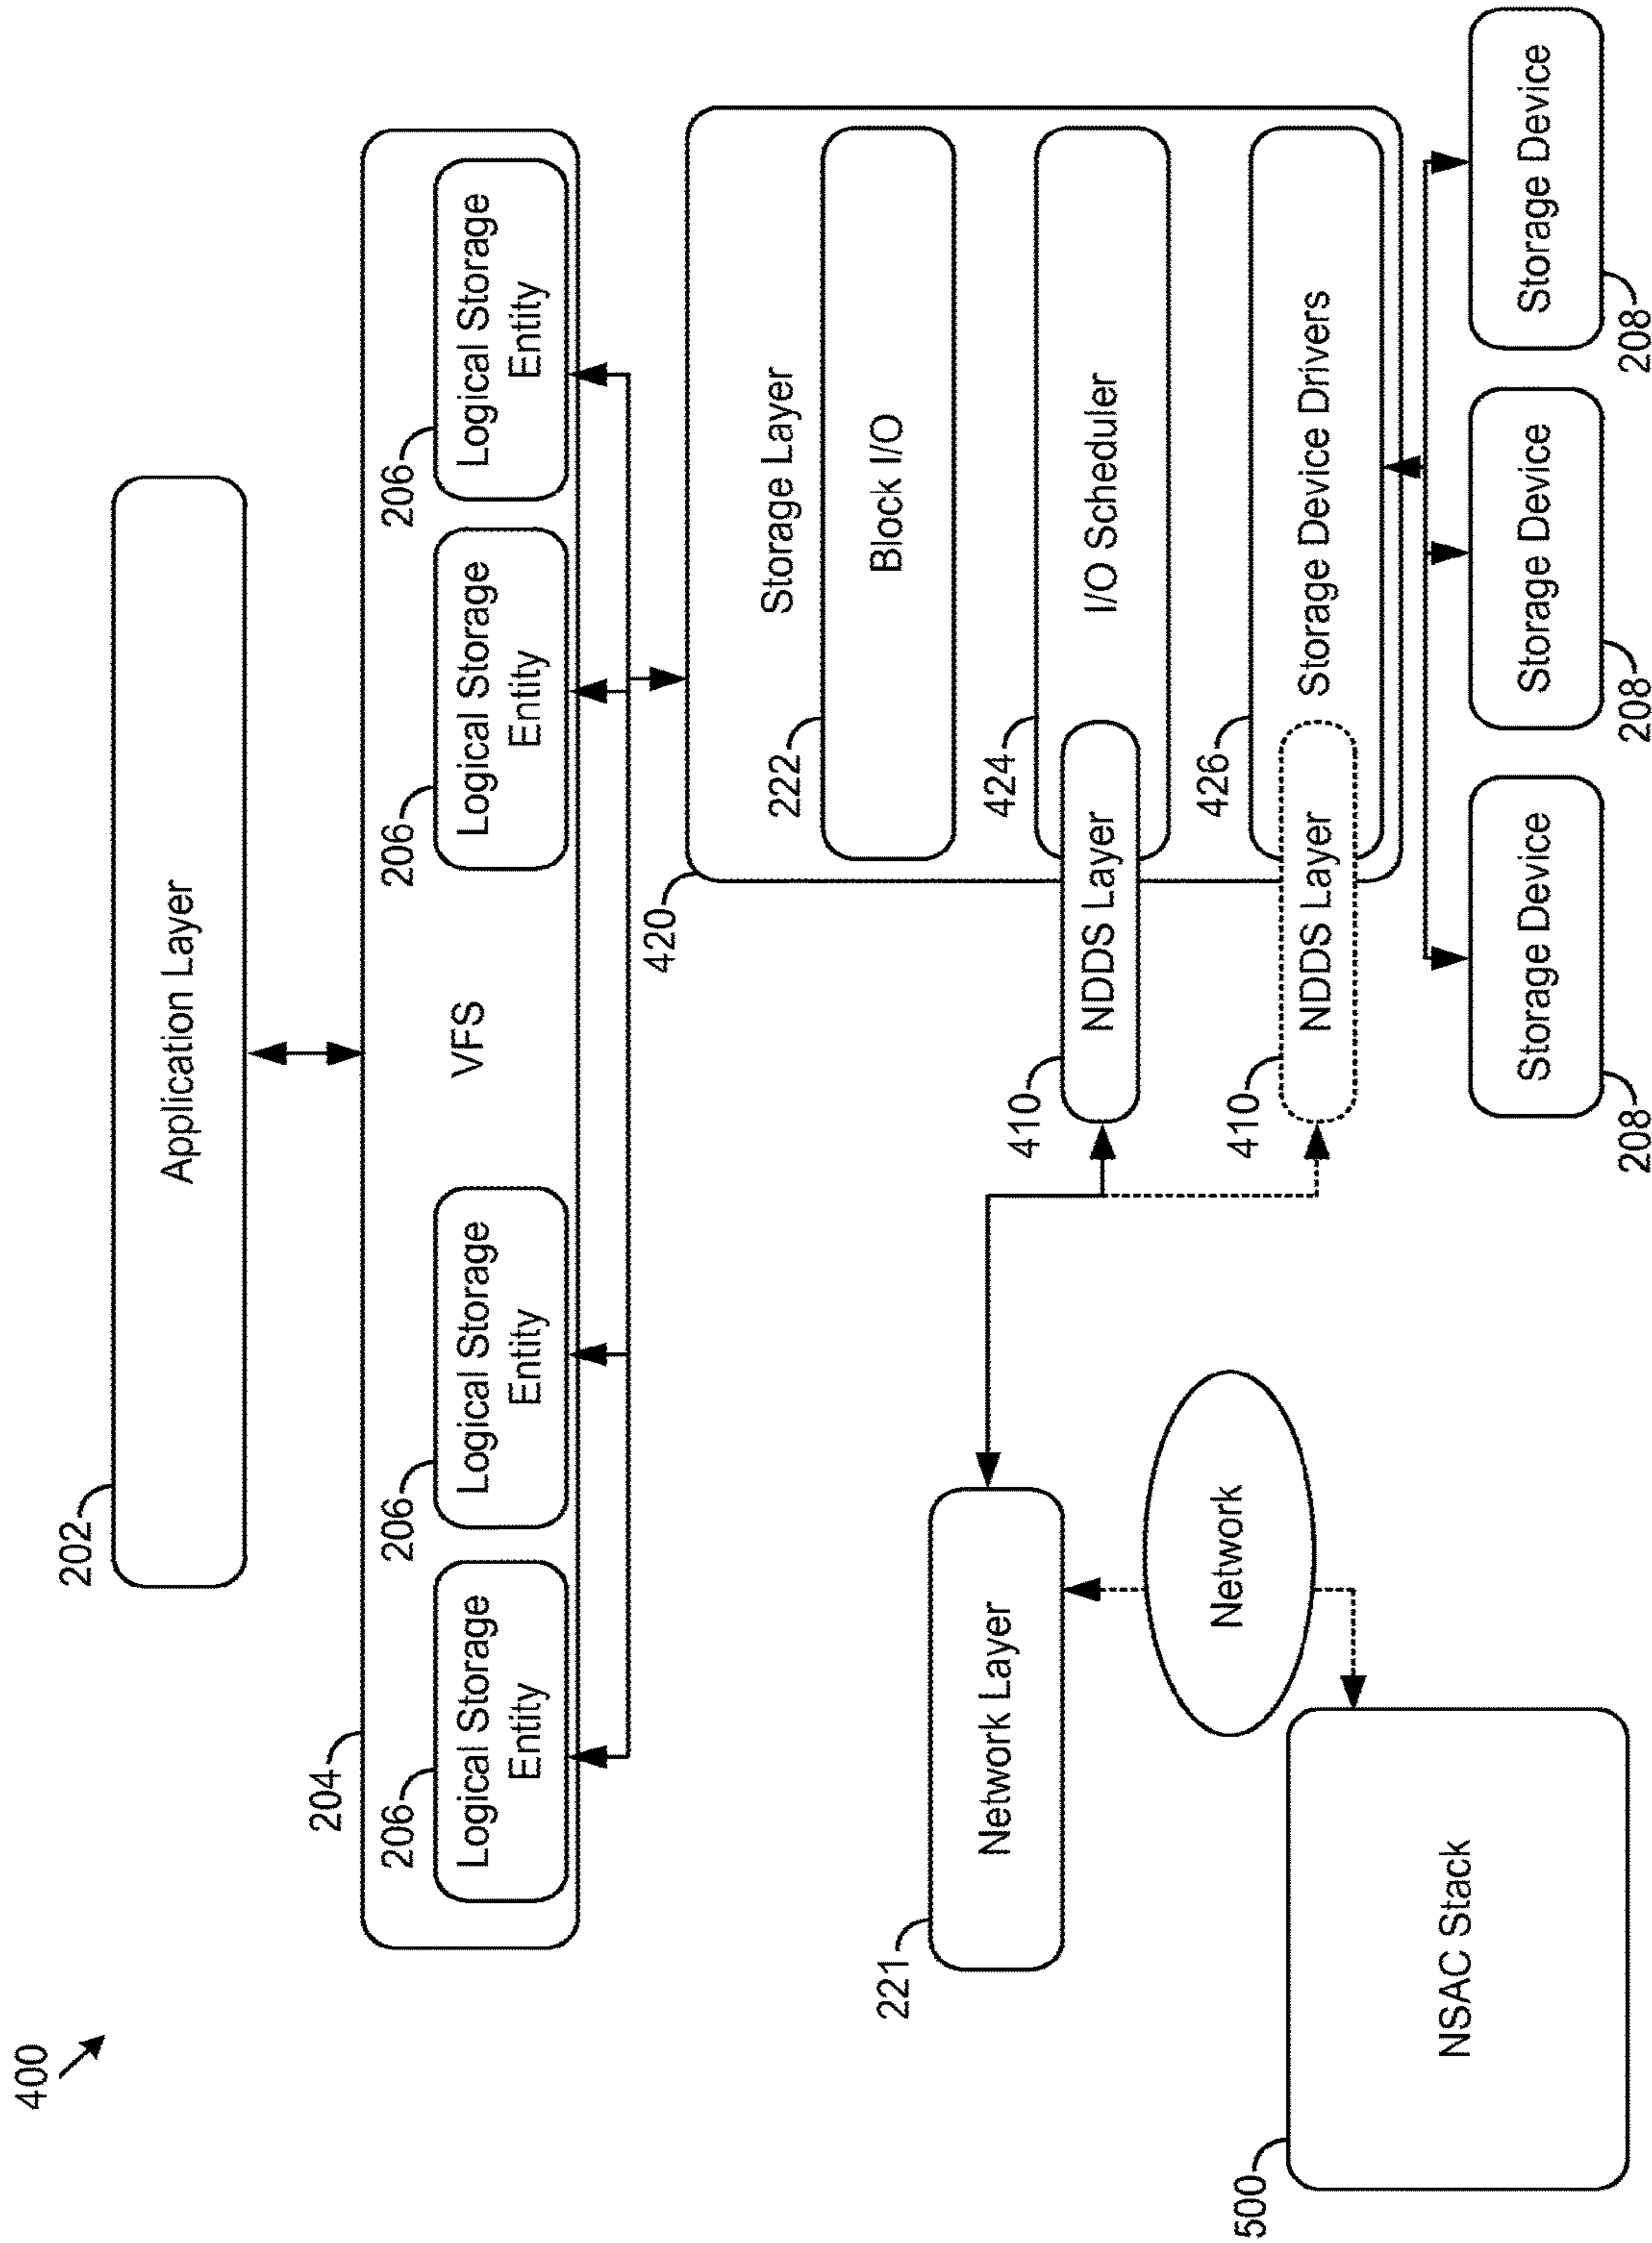 400
202
Application Layer
204
VFS
206
Logical Storage
Entity
206
Logical Storage
Entity
206
Logical Storage
Entity
206
Logical Storage
Entity
420
Storage Layer
222
Block I/O
424
I/O Scheduler
410
NDDS Layer
426
Storage Device Drivers
410
NDDS Layer
221
Network Layer
Network
500
NSAC Stack
Storage Device
208
Storage Device
208
Storage Device
208